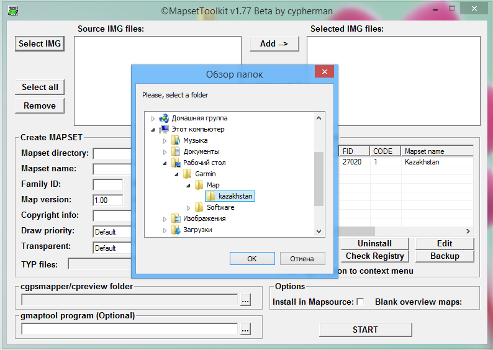 ©MapsetToolkit v1.77 Beta by cypherman
Source IMG files:
Selected IMG files:
Select IMG
Add -->
Select all
Remove
Обзор папок
Please, select a folder
Домашная группа
Этот компьютер
Музыка
Документы
Рабочий стол
Garmin
Map
kazakhstan
Software
Изображения
Загрузки
OK
Отмена
Create MAPSET
Mapset directory:
Mapset name:
Family ID:
Map version: 1.00
Copyright info:
Draw priority: Default
Transparent: Default
TYP files:
FID CODE Mapset name
27020 1 Kazakhstan
Uninstall Edit
Check Registry Backup
on to context menu
cgpsmapper/cpreview folder
...
gmaptool program (Optional)
...
Options
Install in Mapsource: Blank overview maps:
START